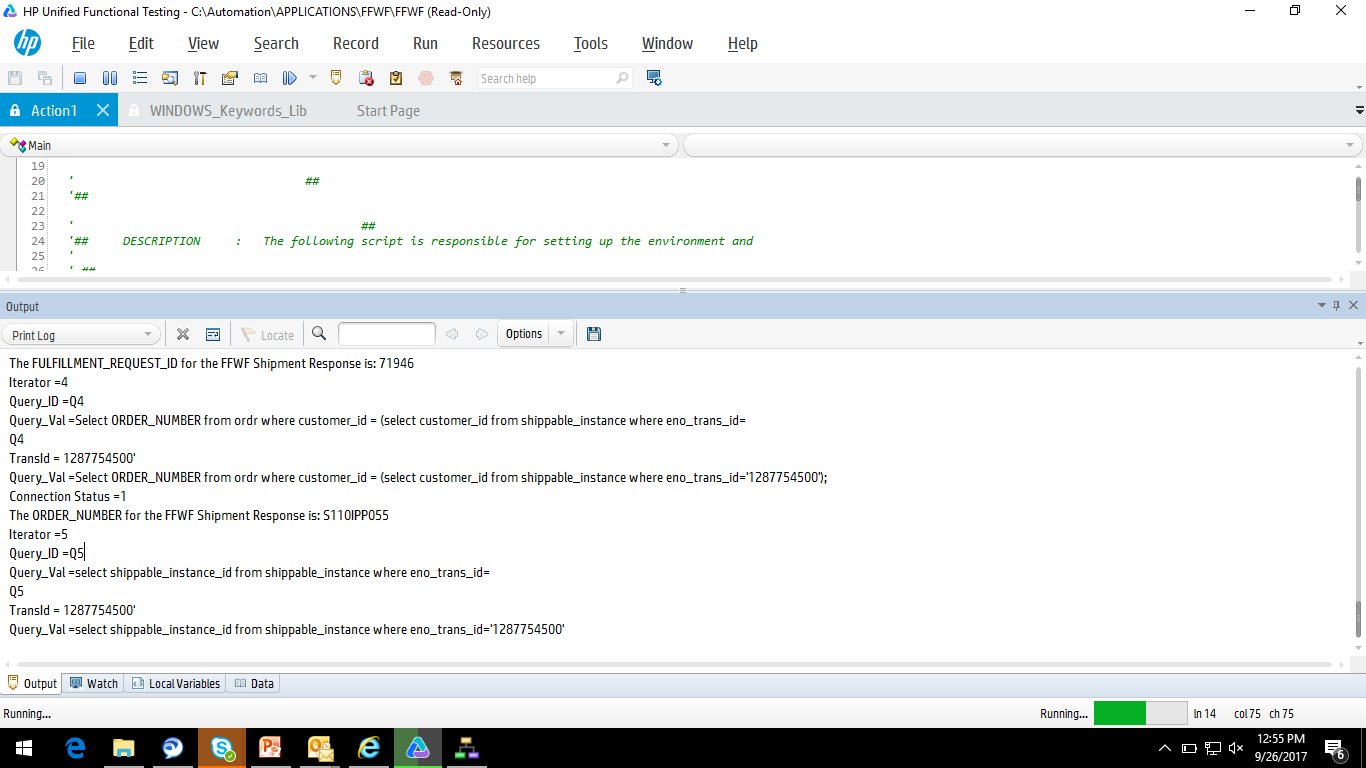 HP Unified Functional Testing - C:\Automation\APPLICATIONS\FFWF\FFWF (Read-Only)
hp File Edit View Search Record Run Resources Tools Window Help
Search help
Action1 WINDOWS_Keywords_Lib Start Page
Main
19
20 ' ##
21 '##
22
23 ' ##
24 '## DESCRIPTION : The following script is responsible for setting up the environment and
25 '
26 ' ##
Output
Print Log Locate Options
The FULFILLMENT_REQUEST_ID for the FFWF Shipment Response is: 71946
Iterator =4
Query_ID =Q4
Query_Val =Select ORDER_NUMBER from ordr where customer_id = (select customer_id from shippable_instance where eno_trans_id=
Q4
TransId = 1287754500'
Query_Val =Select ORDER_NUMBER from ordr where customer_id = (select customer_id from shippable_instance where eno_trans_id='1287754500');
Connection Status =1
The ORDER_NUMBER for the FFWF Shipment Response is: S110IPP055
Iterator =5
Query_ID =Q5
Query_Val =select shippable_instance_id from shippable_instance where eno_trans_id=
Q5
TransId = 1287754500'
Query_Val =select shippable_instance_id from shippable_instance where eno_trans_id='1287754500'
Output Watch Local Variables Data
Running... Running... ln 14 col 75 ch 75
12:55 PM
9/26/2017
6